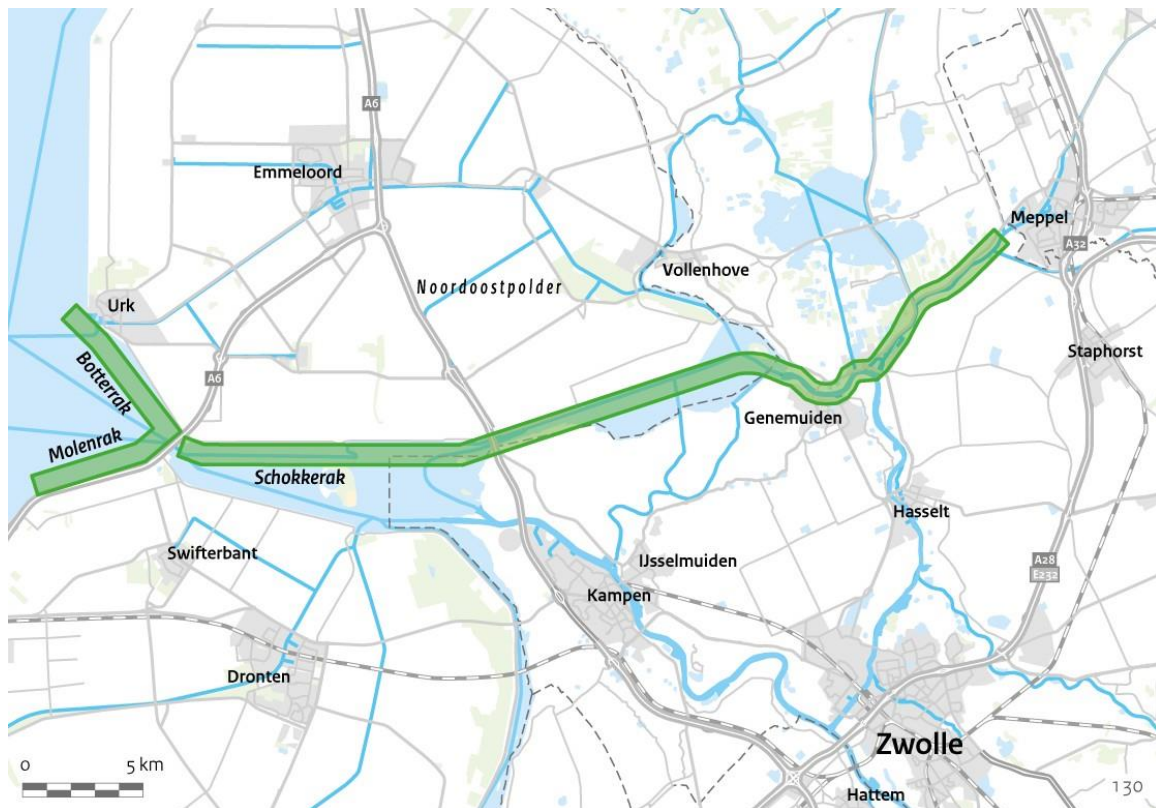 A6
Emmeloord
Meppel
A32
Vollenhove
Noordoostpolder
Urk
Staphorst
Botterrak
A6
Genemuiden
Molenrak
Schokkerak
Hasselt
Swifterbant
IJsselmuiden
A28
E232
Kampen
Dronten
Zwolle
0 5 km
130
Hattem